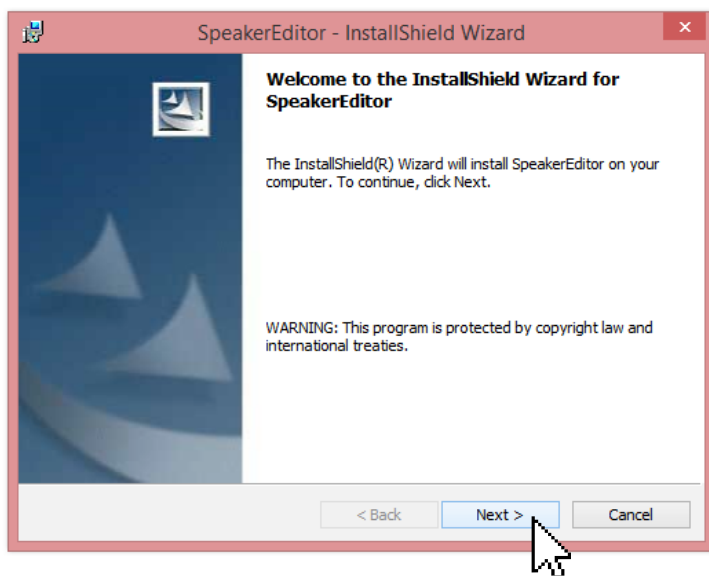 SpeakerEditor - InstallShield Wizard
Welcome to the InstallShield Wizard for
SpeakerEditor
The InstallShield(R) Wizard will install SpeakerEditor on your
computer. To continue, click Next.
WARNING: This program is protected by copyright law and
international treaties.
< Back Next > Cancel